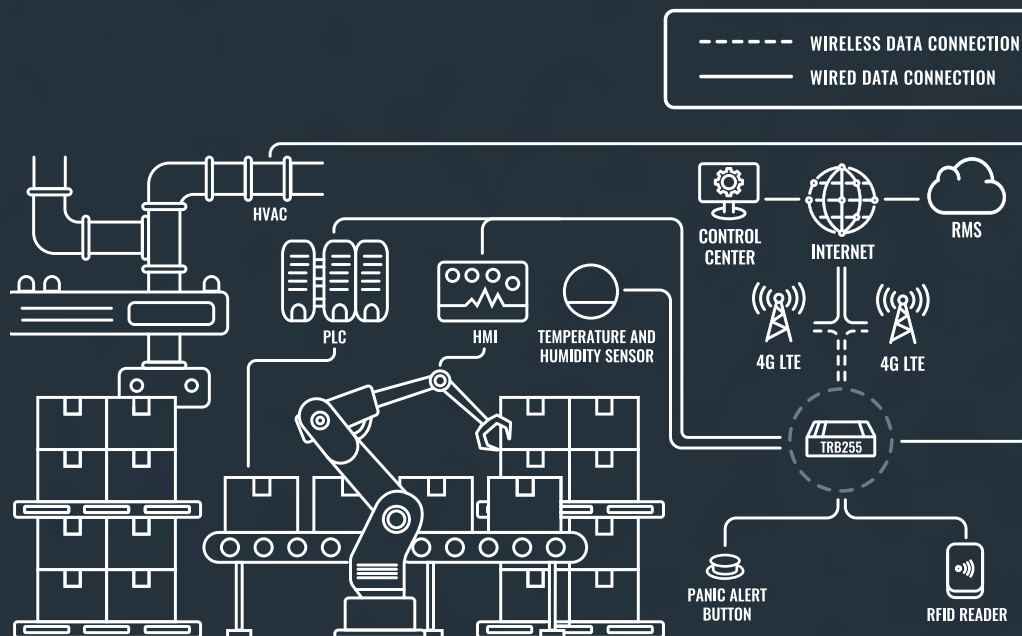 WIRELESS DATA CONNECTION
WIRED DATA CONNECTION
HVAC
CONTROL
CENTER
INTERNET
RMS
PLC
HMI
TEMPERATURE AND
HUMIDITY SENSOR
4G LTE
4G LTE
TRB255
PANIC ALERT
BUTTON
RFID READER